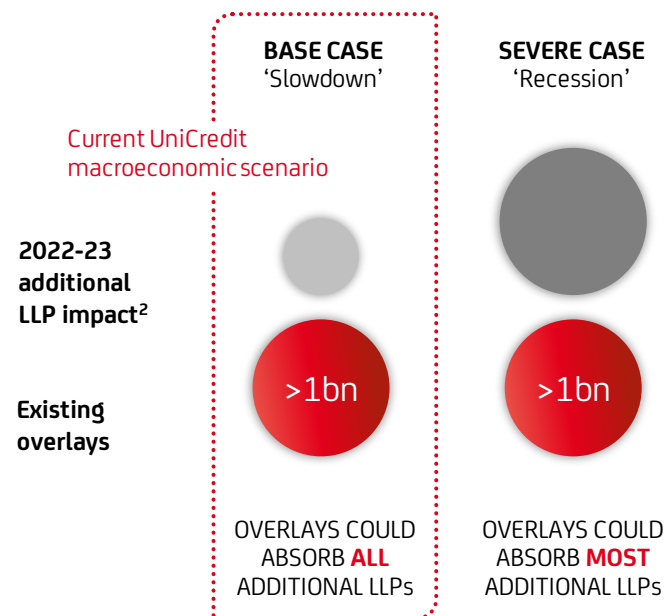 BASE CASE
'Slowdown'
SEVERE CASE
'Recession'
Current UniCredit
macroeconomic scenario
2022-23
additional
LLP impact²
Existing
overlays
>1bn
>1bn
OVERLAYS COULD
ABSORB ALL
ADDITIONAL LLPs
OVERLAYS COULD
ABSORB MOST
ADDITIONAL LLPs